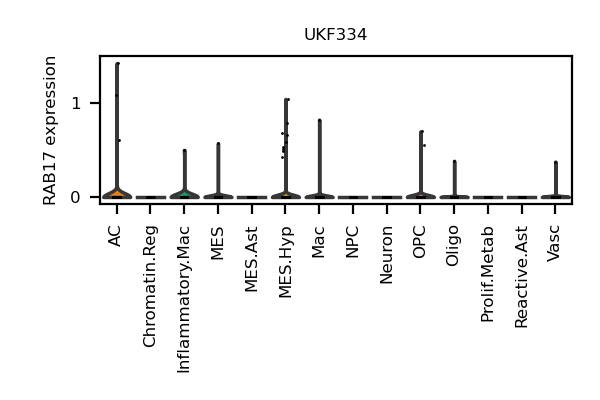 UKF334
RAB17 expression
1
0
AC
Chromatin.Reg
Inflammatory.Mac
MES
MES.Ast
MES.Hyp
Mac
NPC
Neuron
OPC
Oligo
Prolif.Metab
Reactive.Ast
Vasc